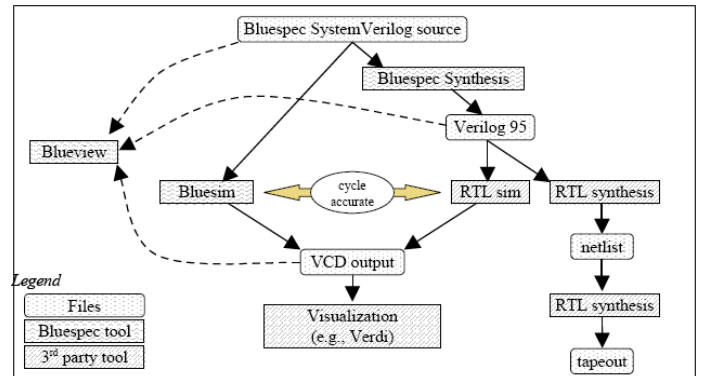 Bluespec SystemVerilog source
Bluespec Synthesis
Verilog 95
Blueview
Bluesim
cycle
accurate
RTL sim
RTL synthesis
VCD output
netlist
Legend
Files
Bluespec tool
3rd party tool
Visualization
(e.g., Verdi)
RTL synthesis
tapeout